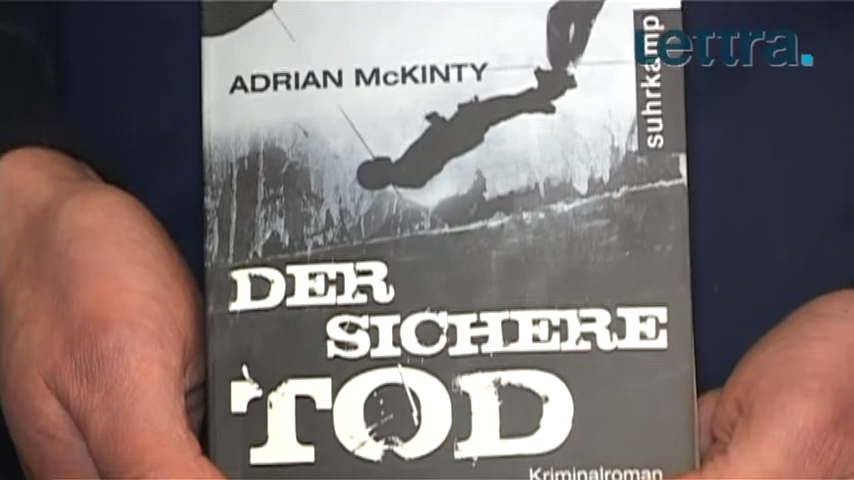 lettra.
ADRIAN McKINTY
suhrkamp
DER
SICHERE
TOD
Kriminalroman